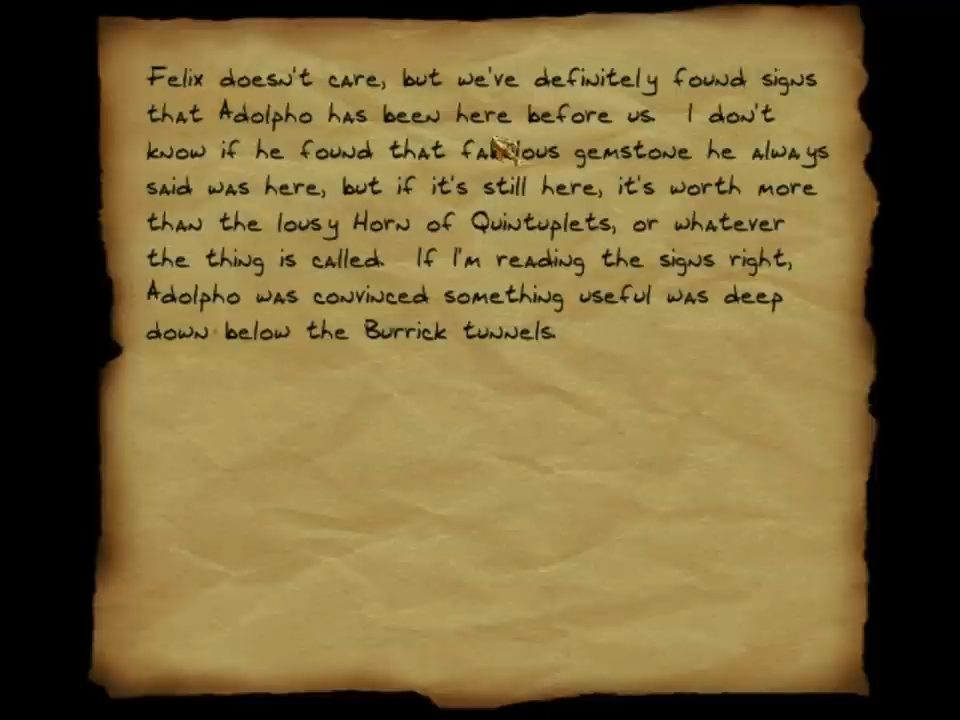 Felix doesn't care, but we've definitely found signs
that Adolpho has been here before us. I don't
know if he found that gemstone he always
said was here, but if it's still here, it's worth more
than the lousy Horn of Quintuplets, or whatever
the thing is called. If I'm reading the signs right,
Adolpho was convinced something useful was deep
down below the Burrick tunnels.